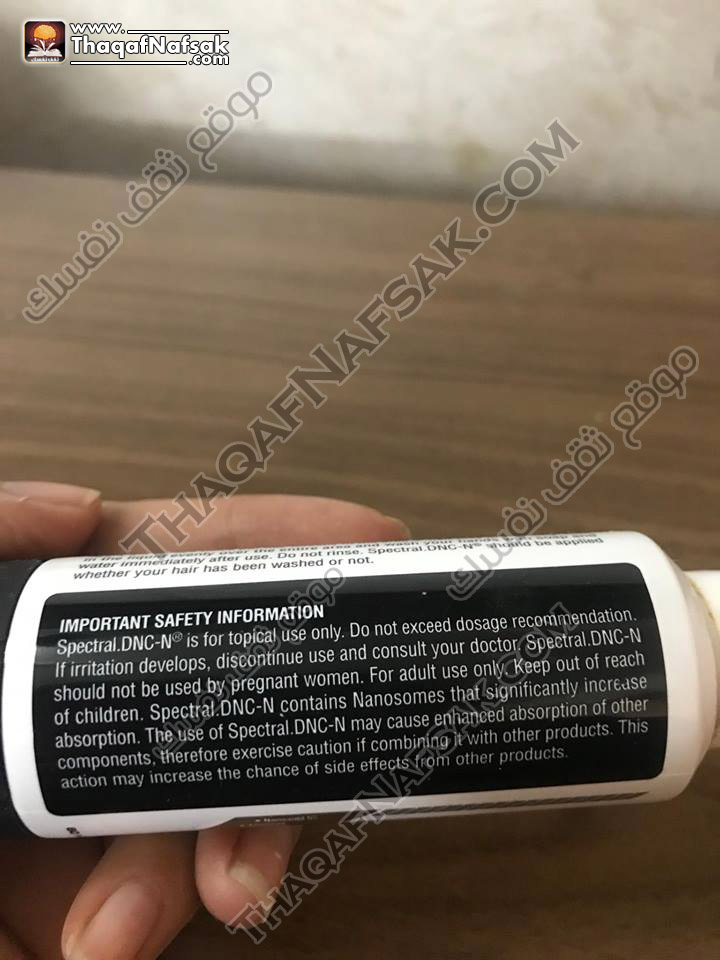 www.
ThaqafNafsak
.com
موقع ثقف نفسك
THAQAFNAFSAK.COM
موقع ثقف نفسك
water immediately after use. Do not rinse. Spectral.DNC-N® should be applied
whether your hair has been washed or not.
IMPORTANT SAFETY INFORMATION
Spectral.DNC-N® is for topical use only. Do not exceed dosage recommendation.
If irritation develops, discontinue use and consult your doctor. Spectral.DNC-N
should not be used by pregnant women. For adult use only. Keep out of reach
of children. Spectral.DNC-N contains Nanosomes that significantly increase
absorption. The use of Spectral.DNC-N may cause enhanced absorption of other
components, therefore exercise caution if combining it with other products. This
action may increase the chance of side effects from other products.
موقع ثقف نفسك
THAQAFNAFSAK.COM